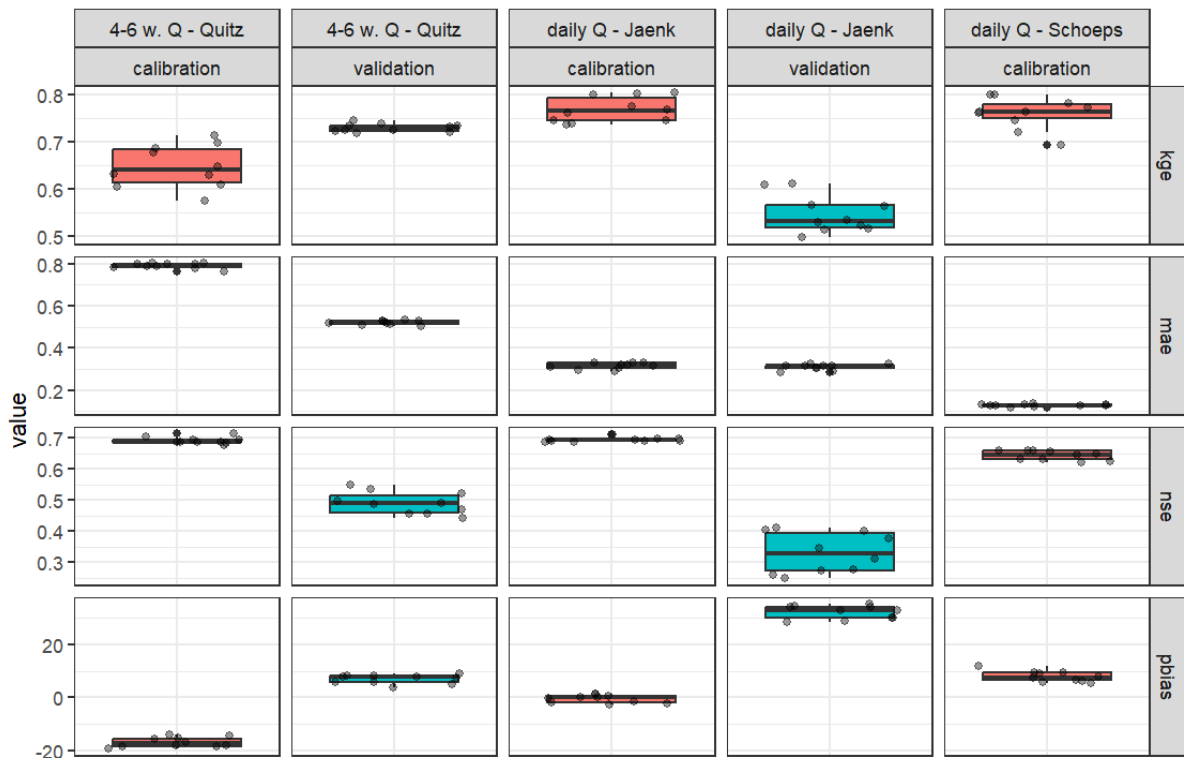 4-6 w. Q - Quitz 4-6 w. Q - Quitz daily Q - Jaenk daily Q - Jaenk daily Q - Schoeps
calibration validation calibration validation calibration
0.8
0.7
0.6
0.5
kge
0.8
0.6
0.4
0.2
mae
value
0.7
0.6
0.5
0.4
0.3
nse
20
0
-20
pbias